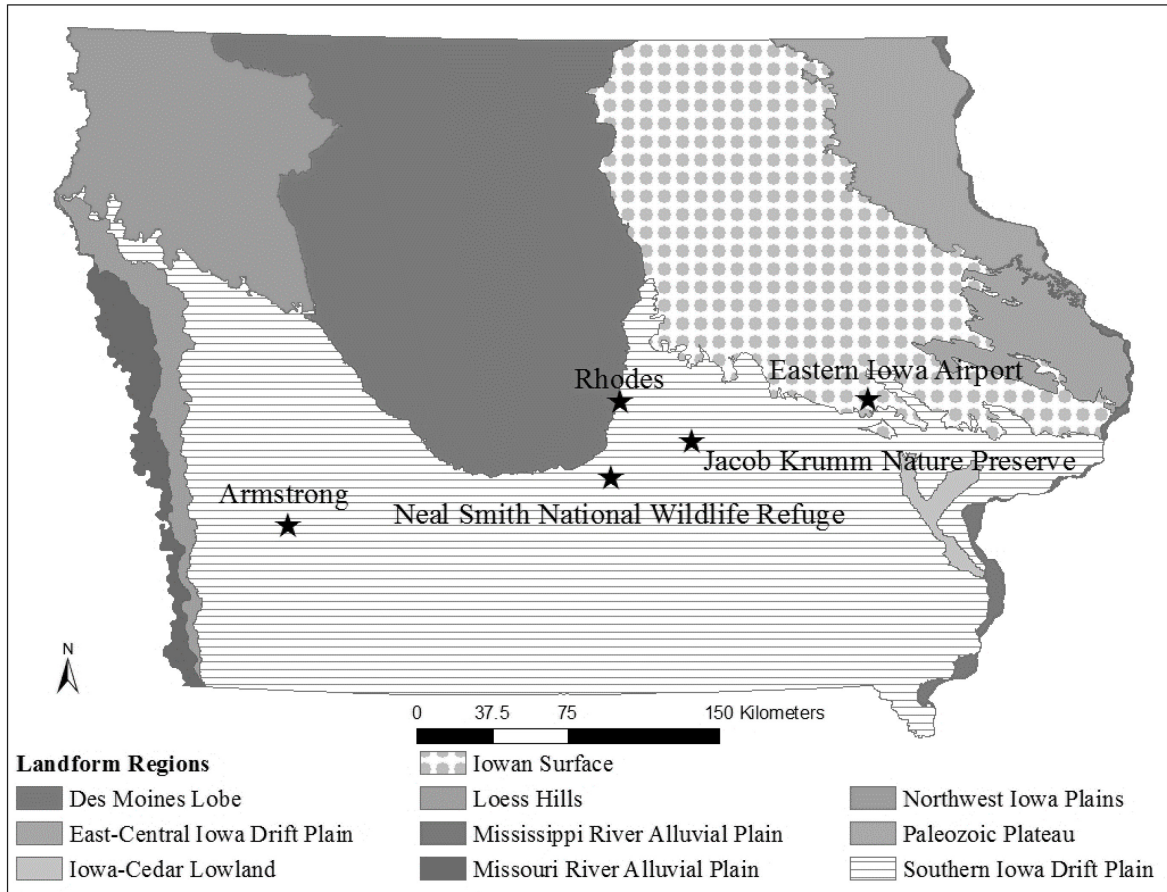 Rhodes
Eastern Iowa Airport
Jacob Krumm Nature Preserve
Armstrong
Neal Smith National Wildlife Refuge
N
0 37.5 75 150 Kilometers
Landform Regions
Des Moines Lobe
East-Central Iowa Drift Plain
Iowa-Cedar Lowland
Iowan Surface
Loess Hills
Mississippi River Alluvial Plain
Missouri River Alluvial Plain
Northwest Iowa Plains
Paleozoic Plateau
Southern Iowa Drift Plain